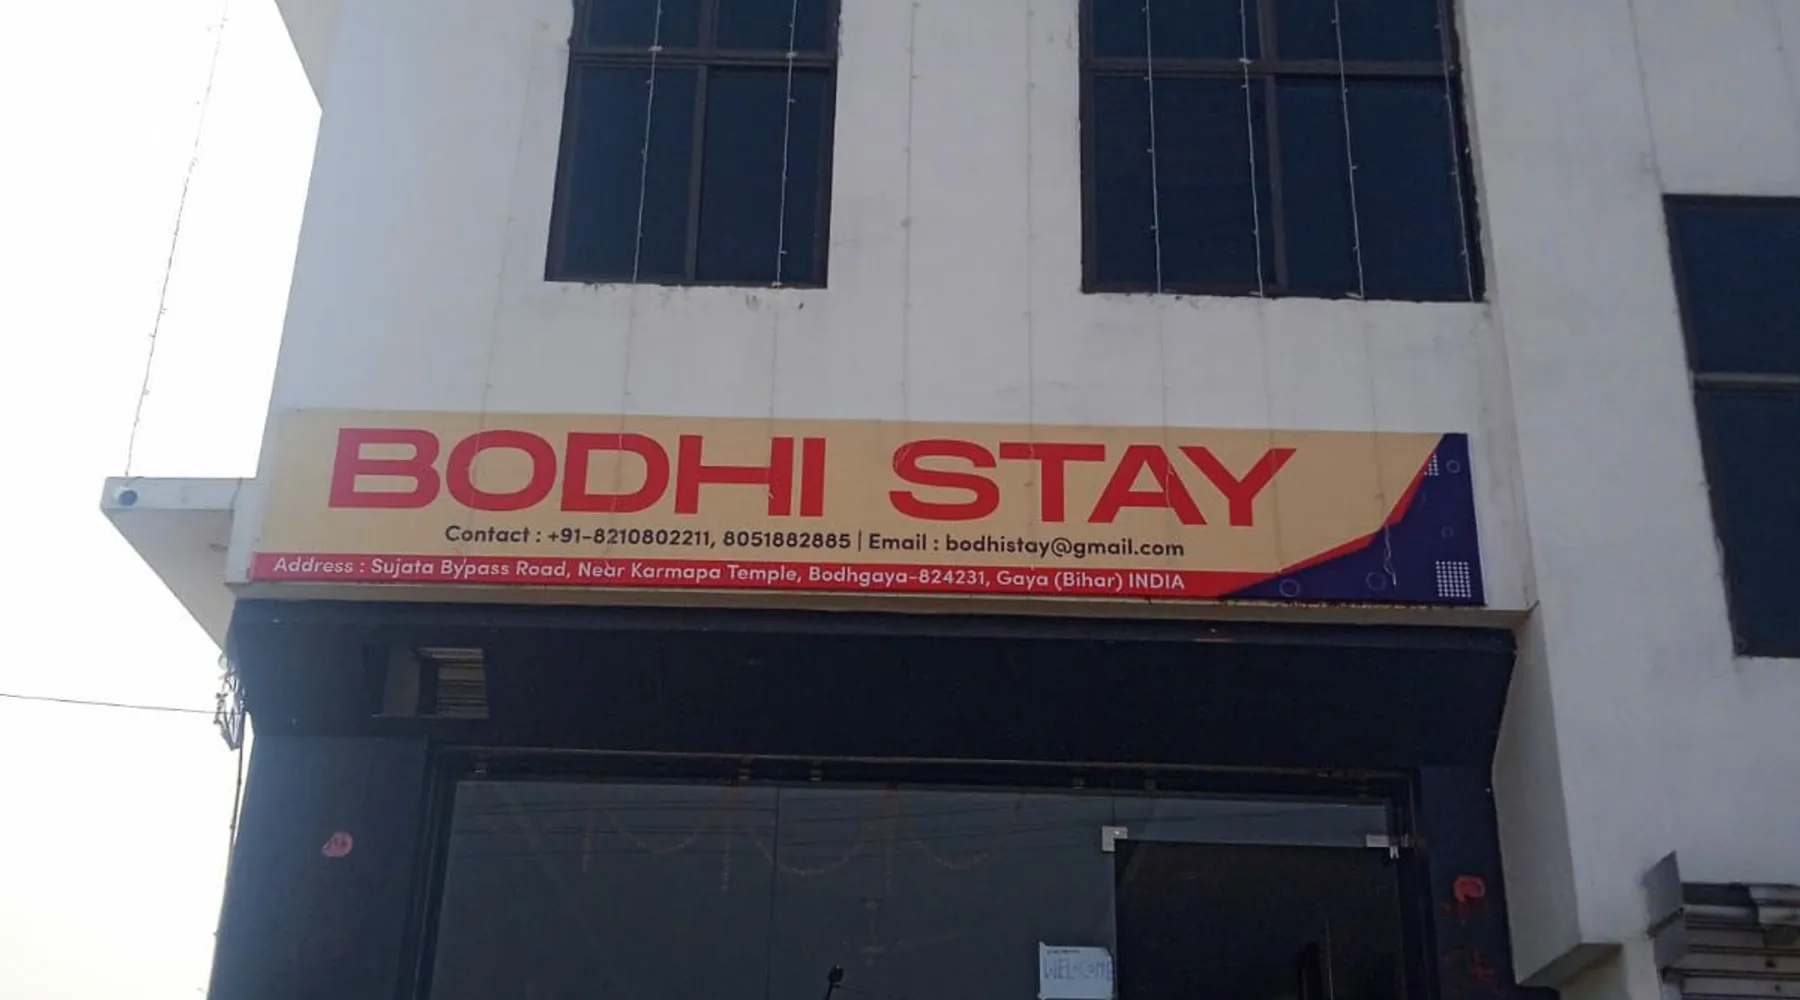 BODHI STAY
Contact : +91-8210802211, 8051882885 | Email : bodhistay@gmail.com
Address : Sujata Bypass Road, Near Karmapa Temple, Bodhgaya-824231, Gaya (Bihar) INDIA
WELCOME